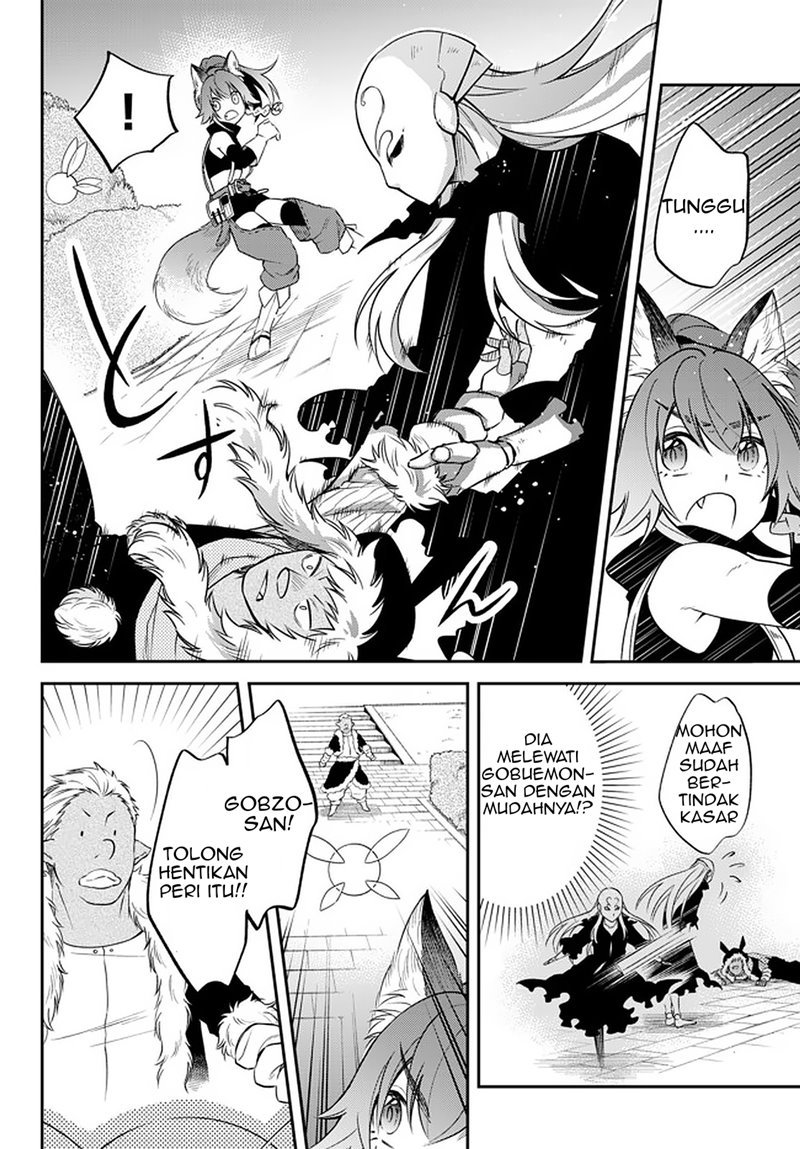 TUNGGU
....
!
どすん
MOHON
MAAF
SUDAH
BER-
TINDAK
KASAR
DIA
MELEWATI
GOBUEMON-
SAN DENGAN
MUDAHNYA!?
GOBZO-
SAN!
TOLONG
HENTIKAN
PERI ITU!!